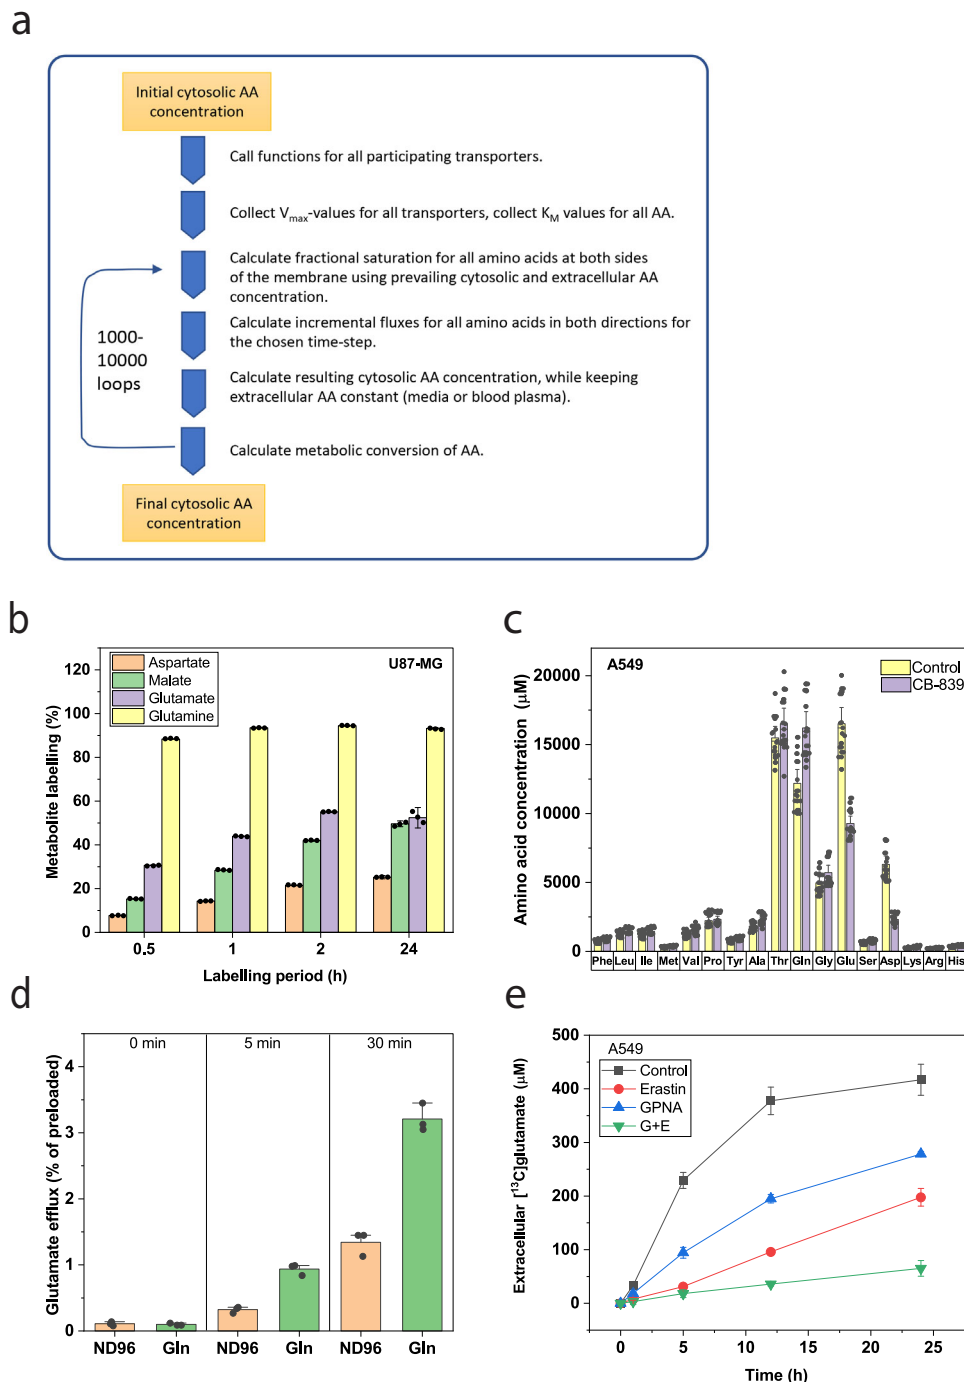 a
Initial cytosolic AA
concentration
Call functions for all participating transporters.
Collect Vmax-values for all transporters, collect KM values for all AA.
Calculate fractional saturation for all amino acids at both sides
of the membrane using prevailing cytosolic and extracellular AA
concentration.
Calculate incremental fluxes for all amino acids in both directions for
the chosen time-step.
1000-
10000
loops
Calculate resulting cytosolic AA concentration, while keeping
extracellular AA constant (media or blood plasma).
Calculate metabolic conversion of AA.
Final cytosolic AA
concentration
b
U87-MG
Aspartate
Malate
Glutamate
Glutamine
Metabolite labelling (%)
120
100
80
60
40
20
0
0.5 1 2 24
Labelling period (h)
c
A549
Control
CB-839
Amino acid concentration (μM)
20000
15000
10000
5000
0
Phe Leu Ile Met Val Pro Tyr Ala Thr Gln Gly Glu Ser Asp Lys Arg His
d
0 min 5 min 30 min
Glutamate efflux (% of preloaded)
4
3
2
1
0
ND96 Gln ND96 Gln ND96 Gln
e
A549
Control
Erastin
GPNA
G+E
Extracellular [¹³C]glutamate (μM)
500
400
300
200
100
0
0 5 10 15 20 25
Time (h)